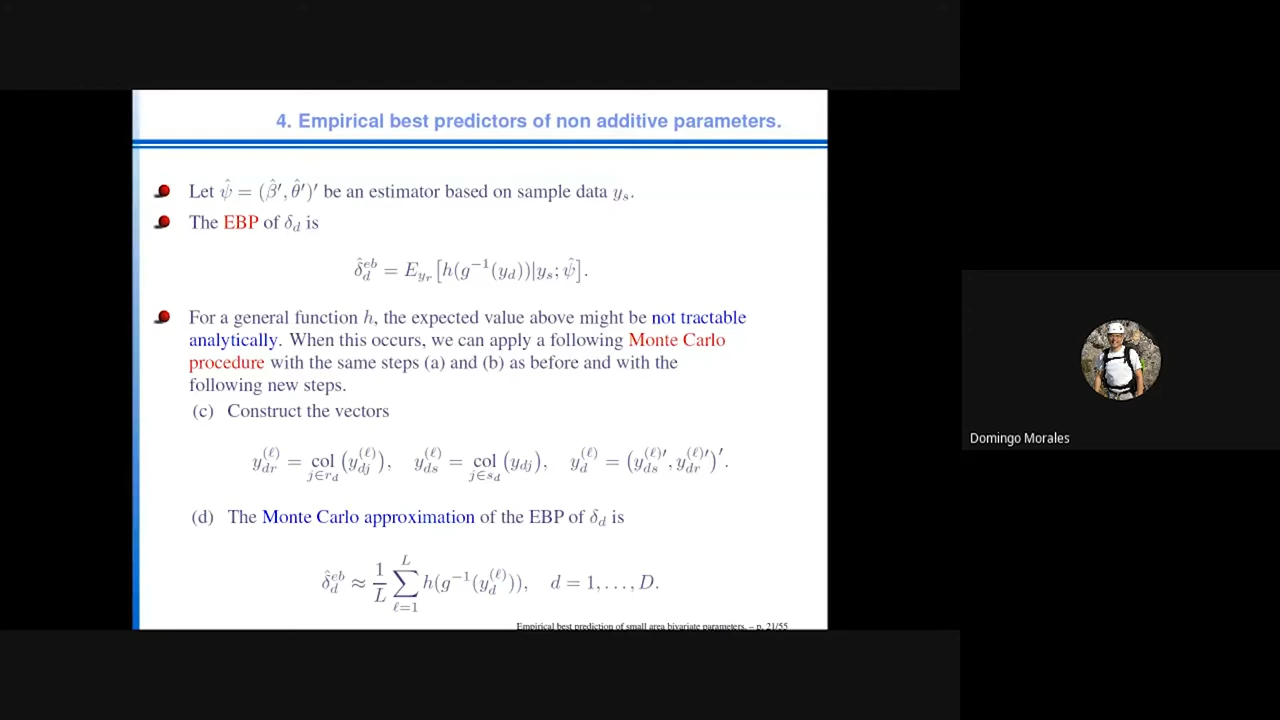 4. Empirical best predictors of non additive parameters.
Let ψ̂ = (β̂′, θ̂′)′ be an estimator based on sample data y_s.
The EBP of δ_d is
δ̂_d^{eb} = E_{y_r}[h(g^{-1}(y_d))|y_s; ψ̂].
For a general function h, the expected value above might be not tractable
analytically. When this occurs, we can apply a following Monte Carlo
procedure with the same steps (a) and (b) as before and with the
following new steps.
(c) Construct the vectors
y_{dr}^{(ℓ)} = col_{j∈r_d}(y_{dj}^{(ℓ)}), y_{ds}^{(ℓ)} = col_{j∈s_d}(y_{dj}), y_d^{(ℓ)} = (y_{ds}^{(ℓ)′}, y_{dr}^{(ℓ)′})′.
(d) The Monte Carlo approximation of the EBP of δ_d is
δ̂_d^{eb} ≈ \frac{1}{L} ∑_{ℓ=1}^{L} h(g^{-1}(y_d^{(ℓ)})), d = 1, . . . , D.
Empirical best prediction of small area bivariate parameters. – p. 21/55
Domingo Morales